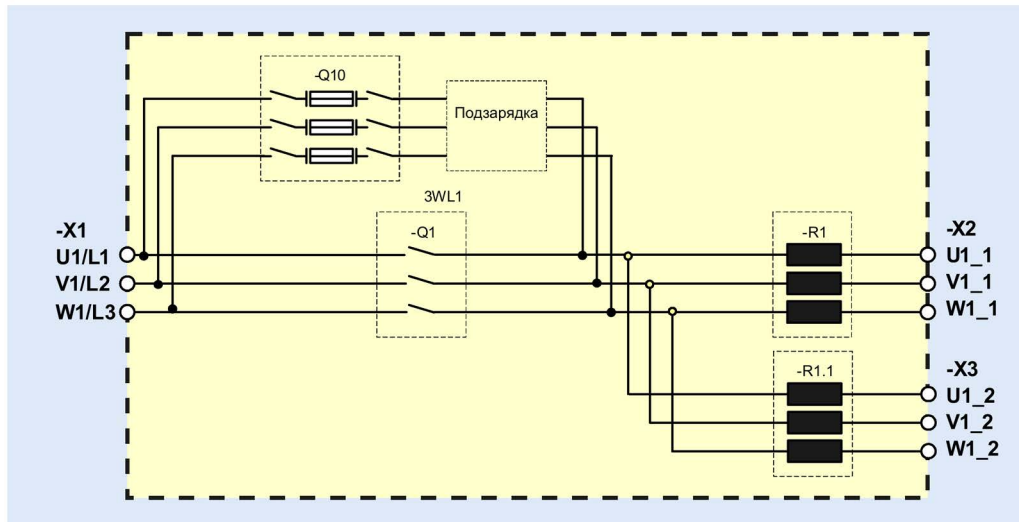 -Q10
Подзарядка
3WL1
-X1
-Q1
-R1
-X2
U1/L1
U1_1
V1/L2
V1_1
W1/L3
W1_1
-R1.1
-X3
U1_2
V1_2
W1_2